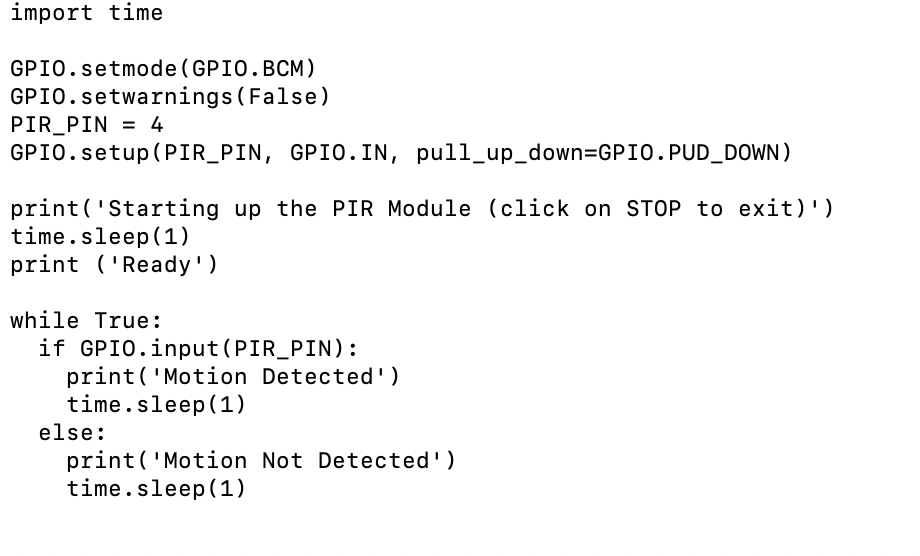 import time

GPIO.setmode(GPIO.BCM)
GPIO.setwarnings(False)
PIR_PIN = 4
GPIO.setup(PIR_PIN, GPIO.IN, pull_up_down=GPIO.PUD_DOWN)

print('Starting up the PIR Module (click on STOP to exit)')
time.sleep(1)
print ('Ready')

while True:
  if GPIO.input(PIR_PIN):
    print('Motion Detected')
    time.sleep(1)
  else:
    print('Motion Not Detected')
    time.sleep(1)